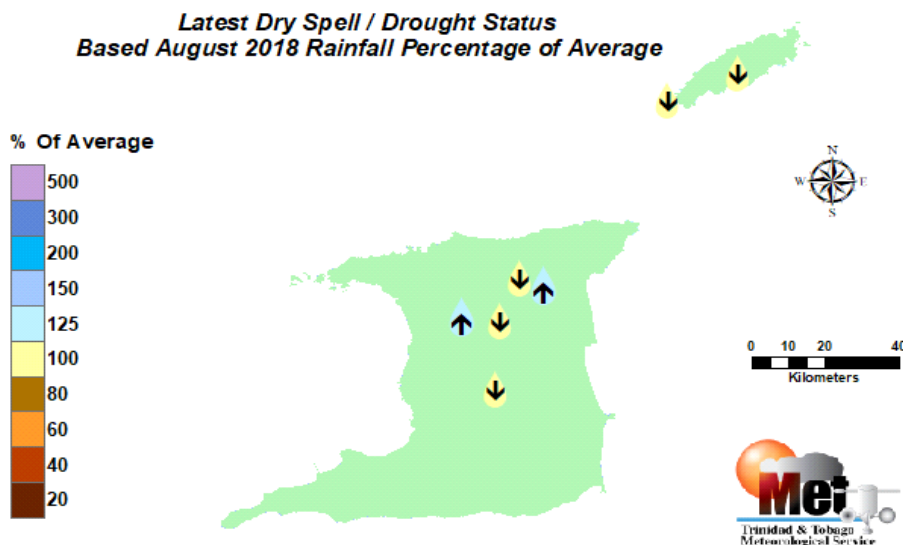 Latest Dry Spell / Drought Status
Based August 2018 Rainfall Percentage of Average
% Of Average
500
300
200
150
125
100
80
60
40
20
N
W E
S
0 10 20 40
Kilometers
Met
Trinidad & Tobago
Meteorological Service